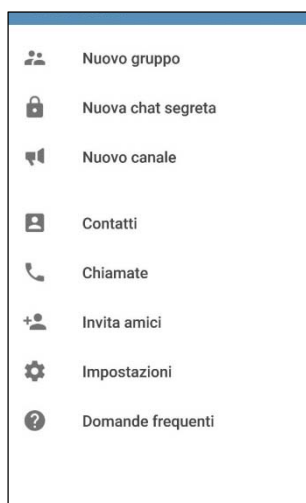 Nuovo gruppo
Nuova chat segreta
Nuovo canale
Contatti
Chiamate
Invita amici
Impostazioni
Domande frequenti